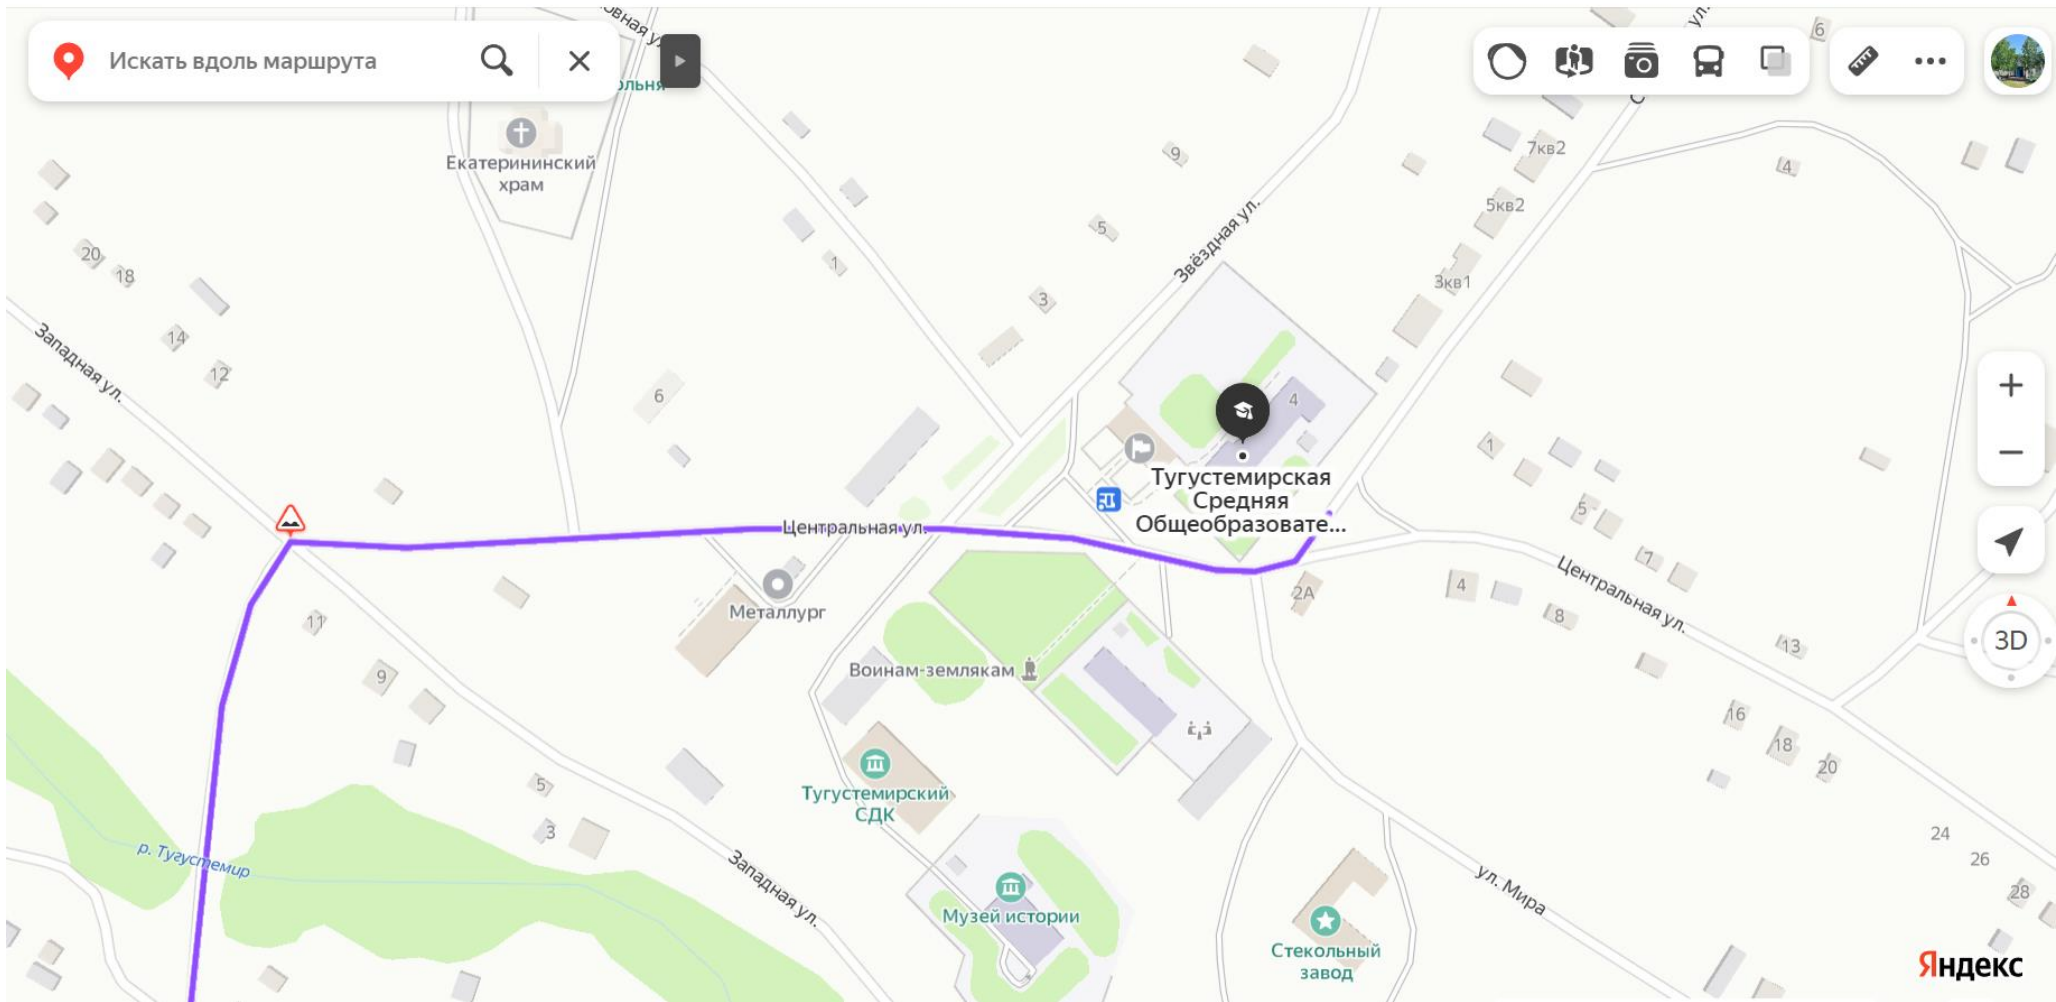 Искать вдоль маршрута
ул.
6
Екатерининский
храм
9
7кв2
4
5кв2
5
Звёздная ул.
20
18
1
3кв1
3
14
Западная ул.
12
6
4
1
Тугустемирская
Средняя
Общеобразовате...
5
Центральная ул.
7
Центральная ул.
2А
4
8
Металлург
11
13
3D
Воинам-землякам
9
16
18
20
5
Тугустемирский
СДК
3
24
р. Тугустемир
26
Западная ул.
ул. Мира
28
Музей истории
Стекольный
завод
Яндекс